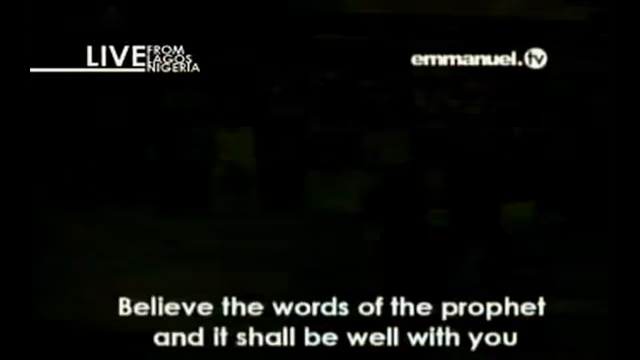 LIVE FROM LAGOS NIGERIA
emmanuel.tv
Believe the words of the prophet
and it shall be well with you